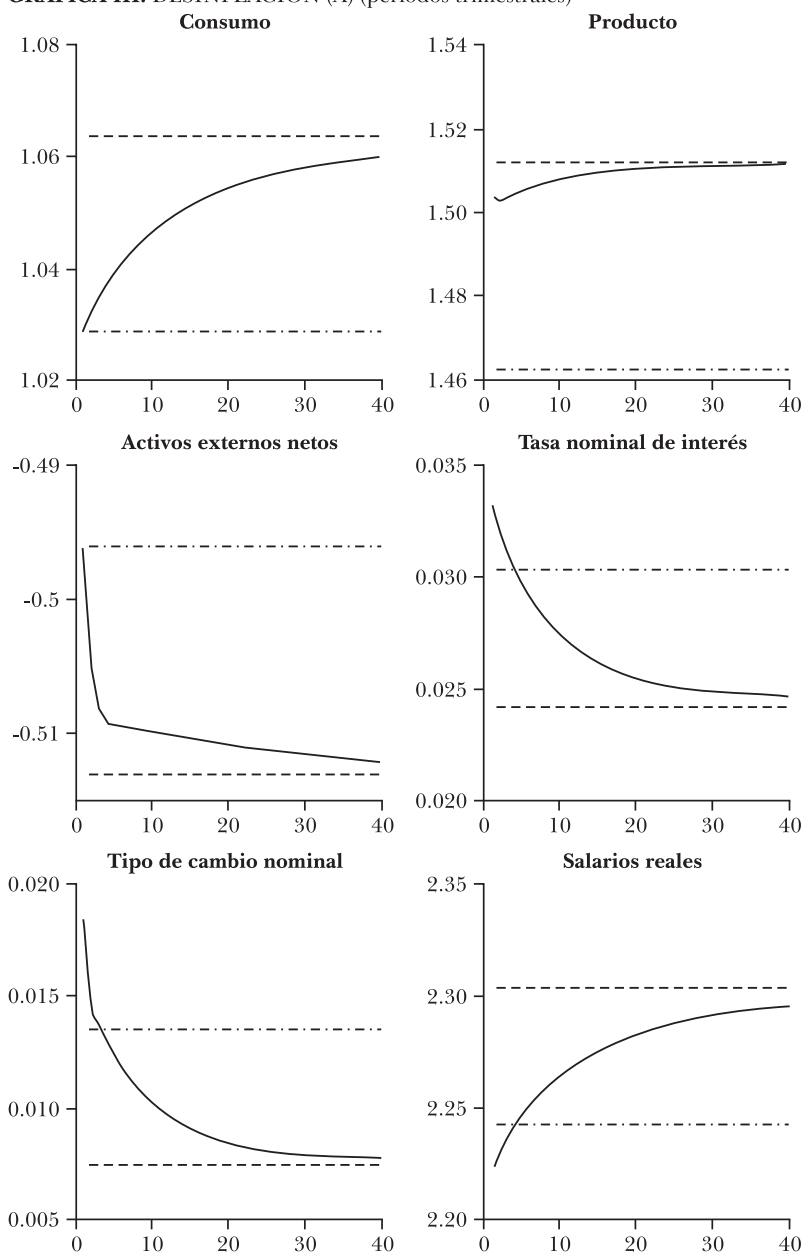 GRÁFICA III. DESINFLACIÓN (A) (periodos trimestrales)
Consumo
1.08
1.06
1.04
1.02
0 10 20 30 40
Producto
1.54
1.52
1.50
1.48
1.46
0 10 20 30 40
Activos externos netos
-0.49
-0.5
-0.51
0 10 20 30 40
Tasa nominal de interés
0.035
0.030
0.025
0.020
0 10 20 30 40
Tipo de cambio nominal
0.020
0.015
0.010
0.005
0 10 20 30 40
Salarios reales
2.35
2.30
2.25
2.20
0 10 20 30 40